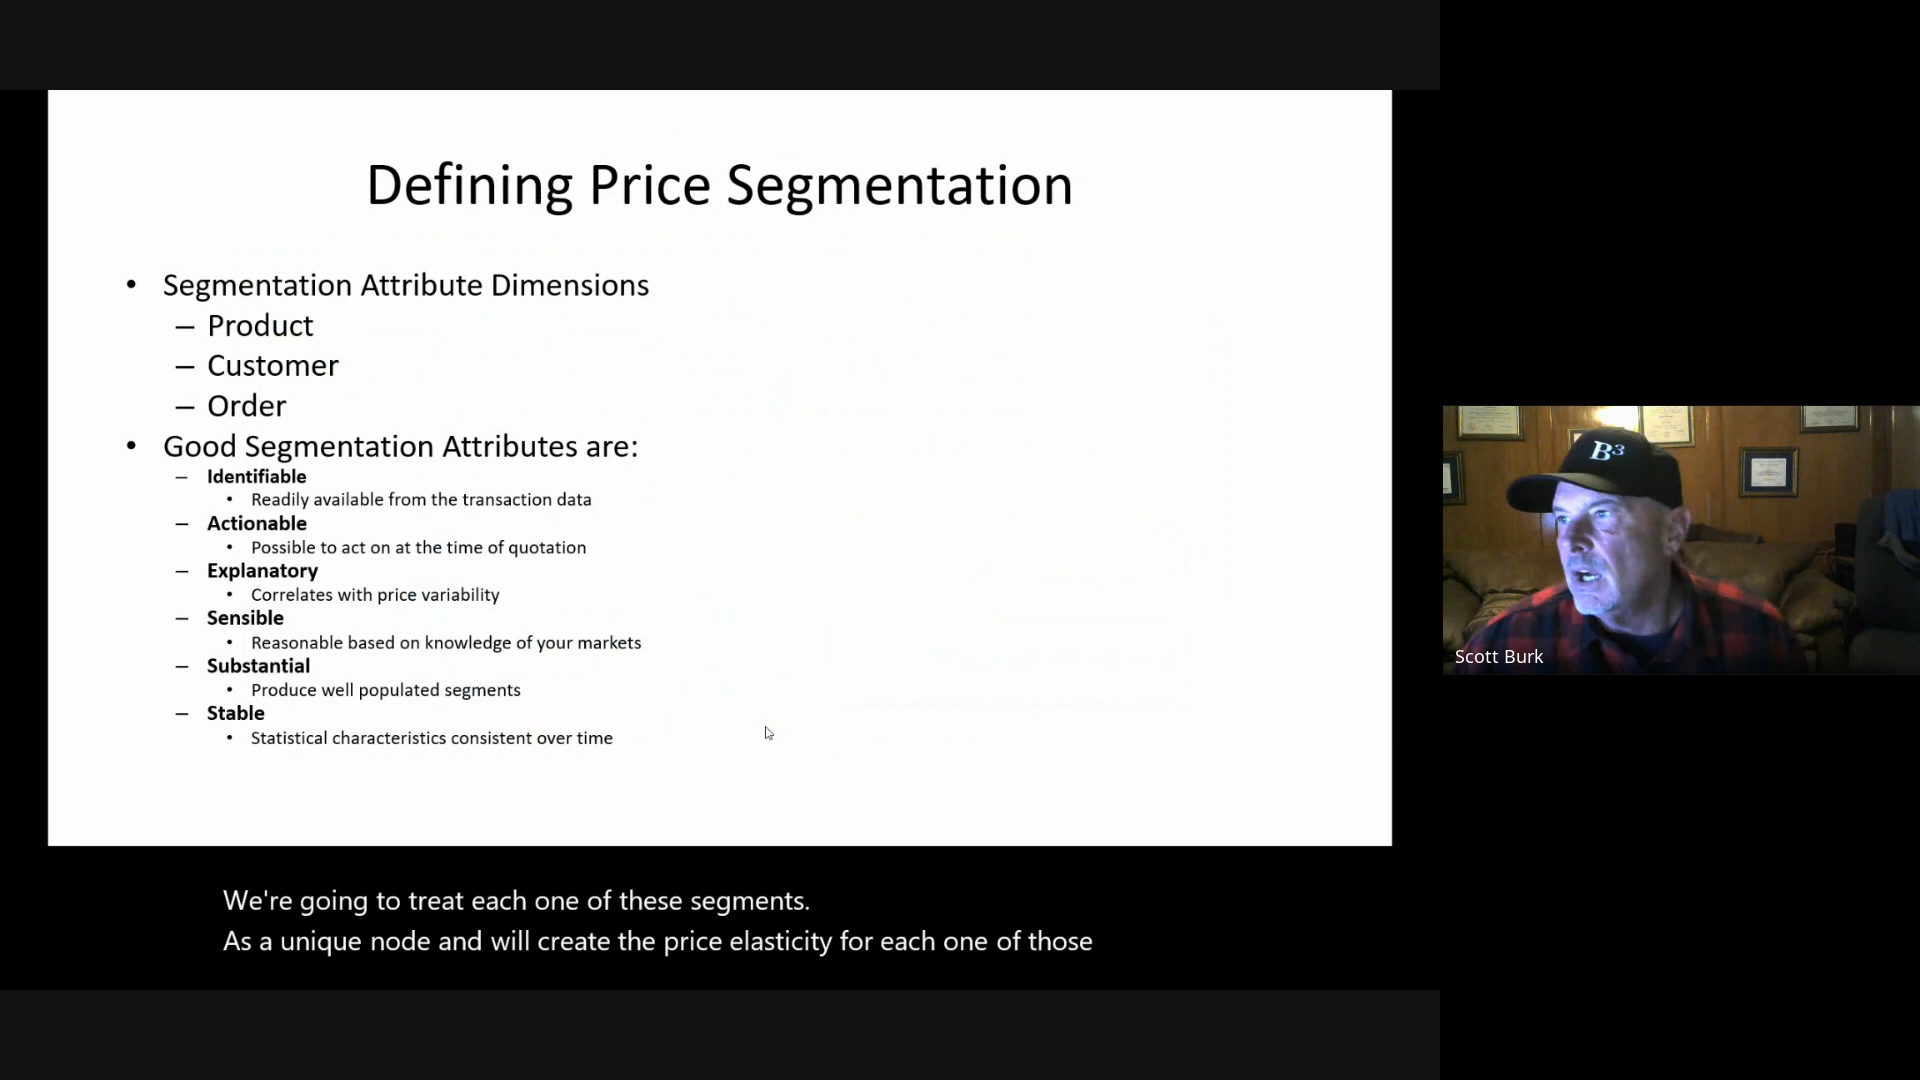 Defining Price Segmentation
• Segmentation Attribute Dimensions
– Product
– Customer
– Order
• Good Segmentation Attributes are:
– Identifiable
• Readily available from the transaction data
– Actionable
• Possible to act on at the time of quotation
– Explanatory
• Correlates with price variability
– Sensible
• Reasonable based on knowledge of your markets
– Substantial
• Produce well populated segments
– Stable
• Statistical characteristics consistent over time
B³
Scott Burk
We're going to treat each one of these segments.
As a unique node and will create the price elasticity for each one of those